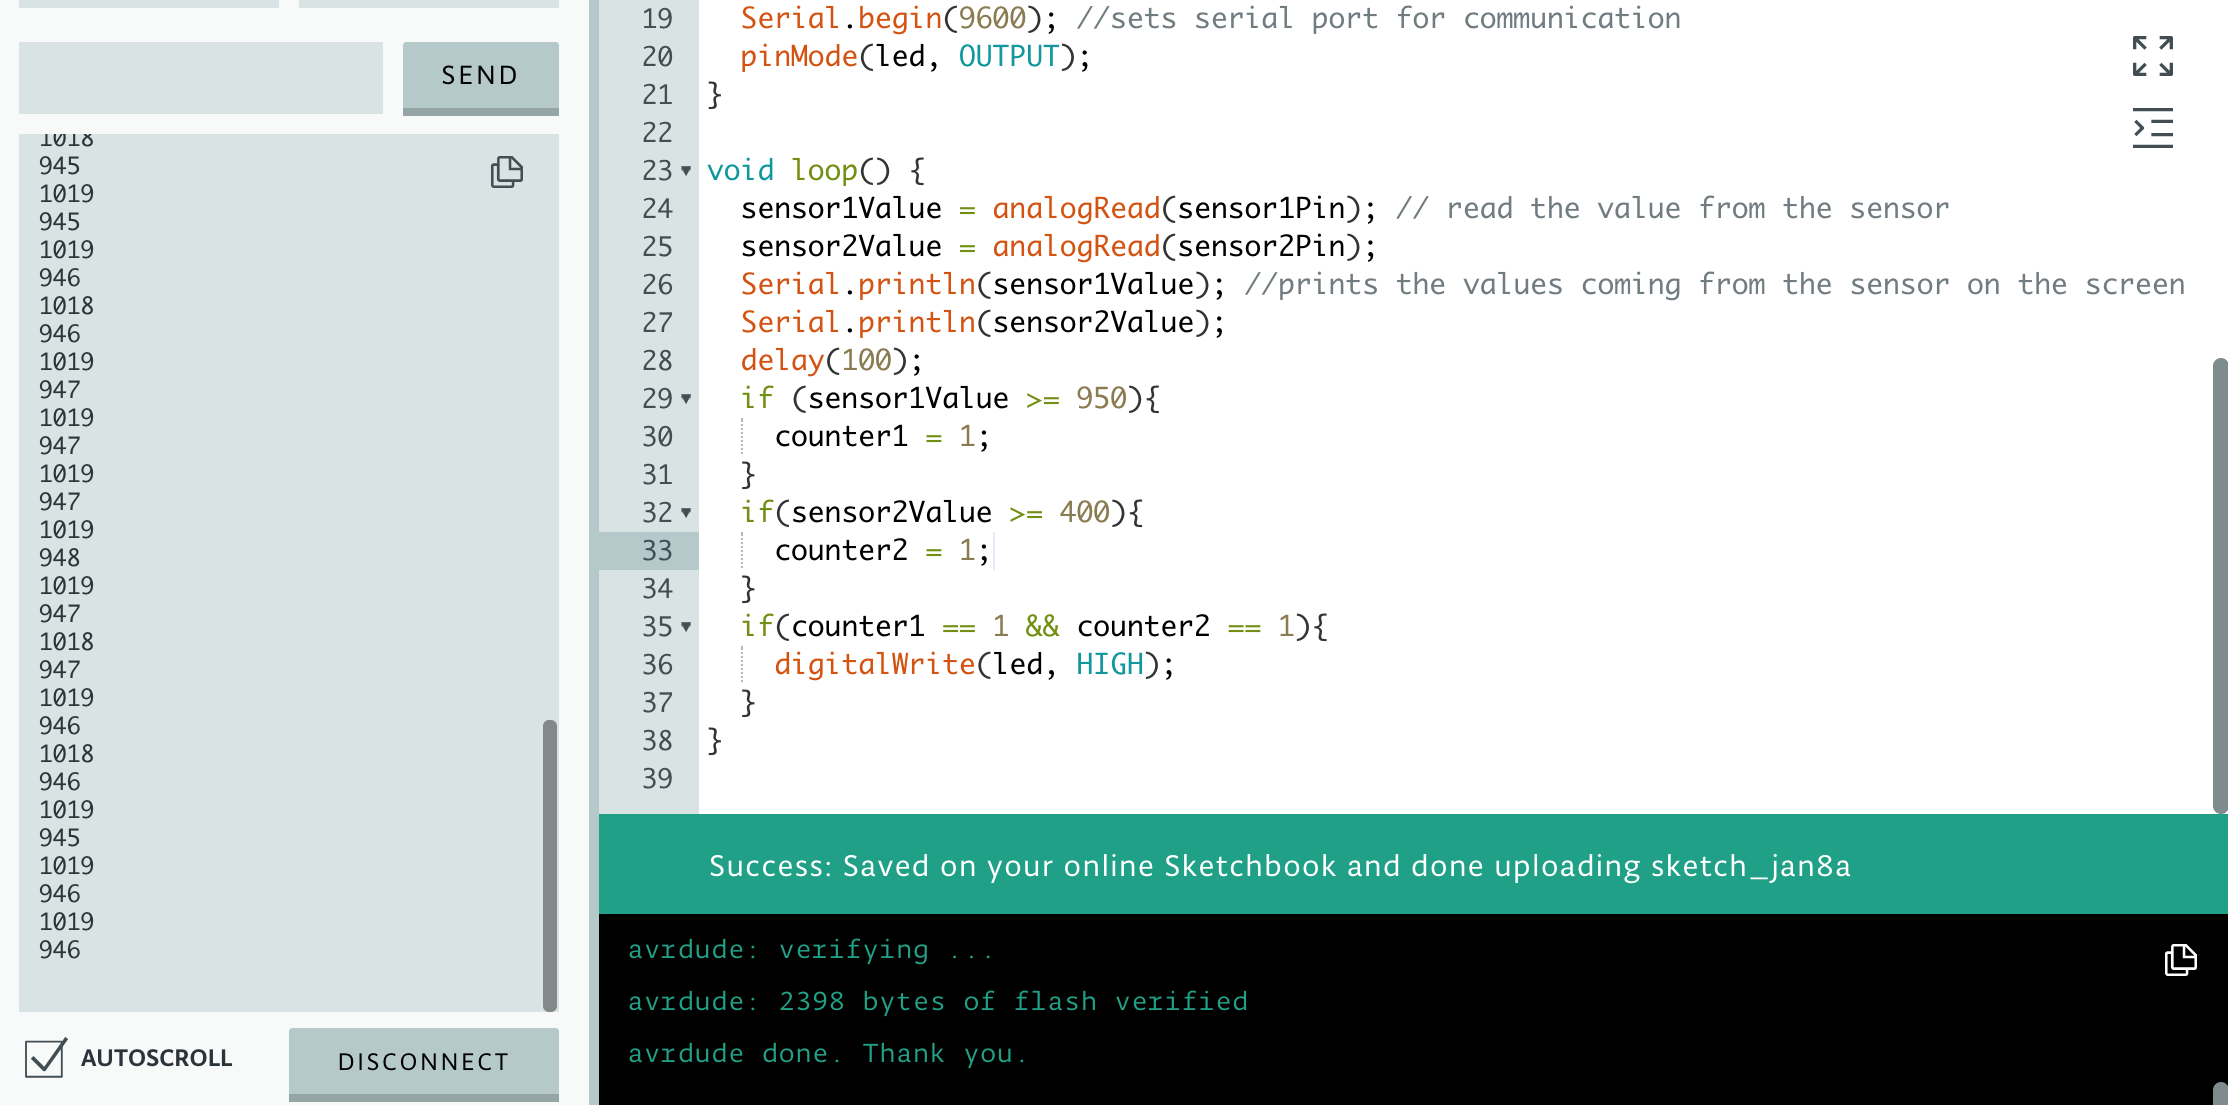 SEND
1018
945
1019
945
1019
946
1018
946
1019
947
1019
947
1019
947
1019
948
1019
947
1018
947
1019
946
1018
946
1019
945
1019
946
1019
946
AUTOSCROLL
DISCONNECT
19 Serial.begin(9600); //sets serial port for communication
20 pinMode(led, OUTPUT);
21 }
22
23 void loop() {
24 sensor1Value = analogRead(sensor1Pin); // read the value from the sensor
25 sensor2Value = analogRead(sensor2Pin);
26 Serial.println(sensor1Value); //prints the values coming from the sensor on the screen
27 Serial.println(sensor2Value);
28 delay(100);
29 if (sensor1Value >= 950){
30 counter1 = 1;
31 }
32 if(sensor2Value >= 400){
33 counter2 = 1;
34 }
35 if(counter1 == 1 && counter2 == 1){
36 digitalWrite(led, HIGH);
37 }
38 }
39
Success: Saved on your online Sketchbook and done uploading sketch_jan8a
avrdude: verifying ...
avrdude: 2398 bytes of flash verified
avrdude done. Thank you.